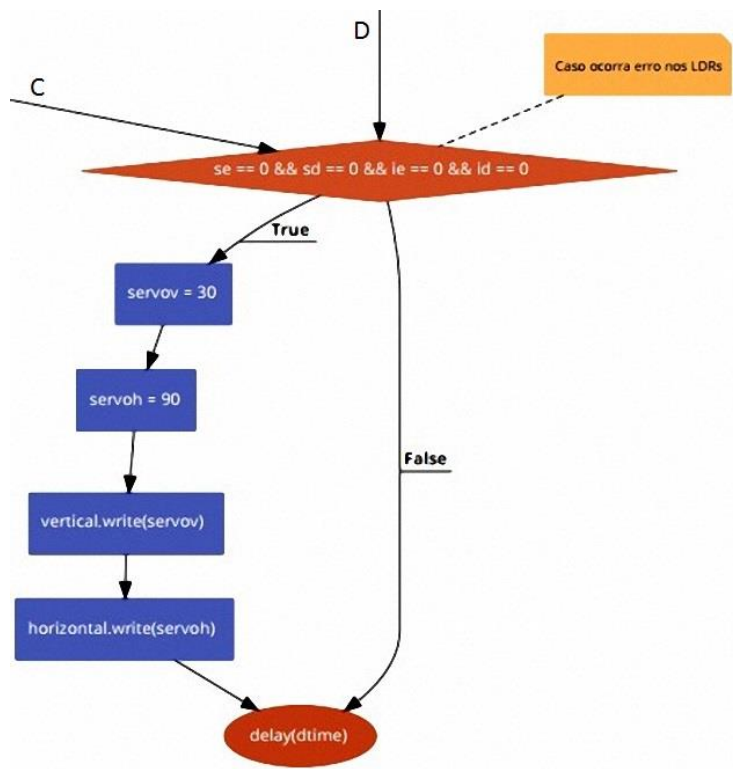 D
Caso ocorra erro nos LDRs
C
se == 0 && sd == 0 && ie == 0 && id == 0
True
servov = 30
servoh = 90
False
vertical.write(servov)
horizontal.write(servoh)
delay(dtime)